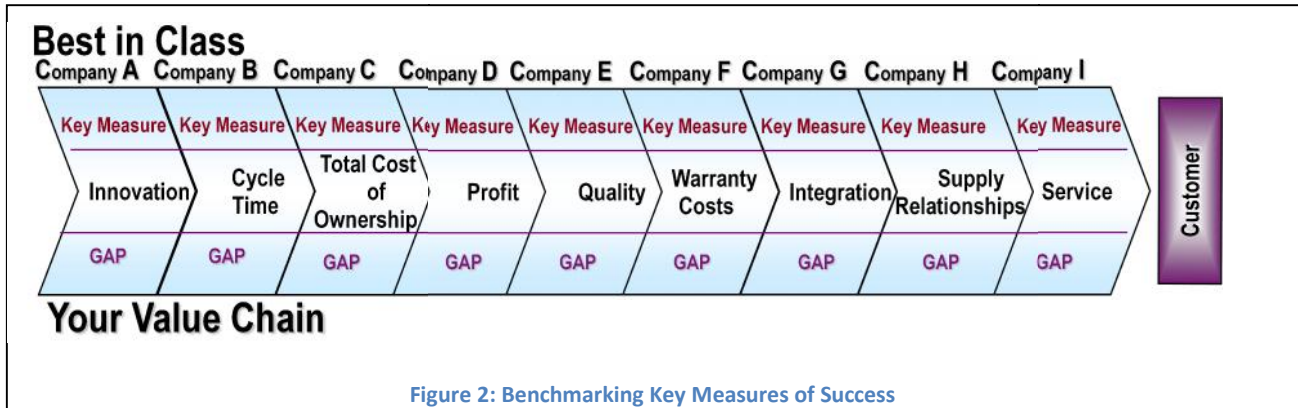 Best in Class
Company A Company B Company C Company D Company E Company F Company G Company H Company I
Key Measure Key Measure Key Measure Key Measure Key Measure Key Measure Key Measure Key Measure Key Measure
Innovation
Cycle
Time
Total Cost
of
Ownership
Profit
Quality
Warranty
Costs
Integration
Supply
Relationships
Service
GAP GAP GAP GAP GAP GAP GAP GAP GAP
Customer
Your Value Chain
Figure 2: Benchmarking Key Measures of Success